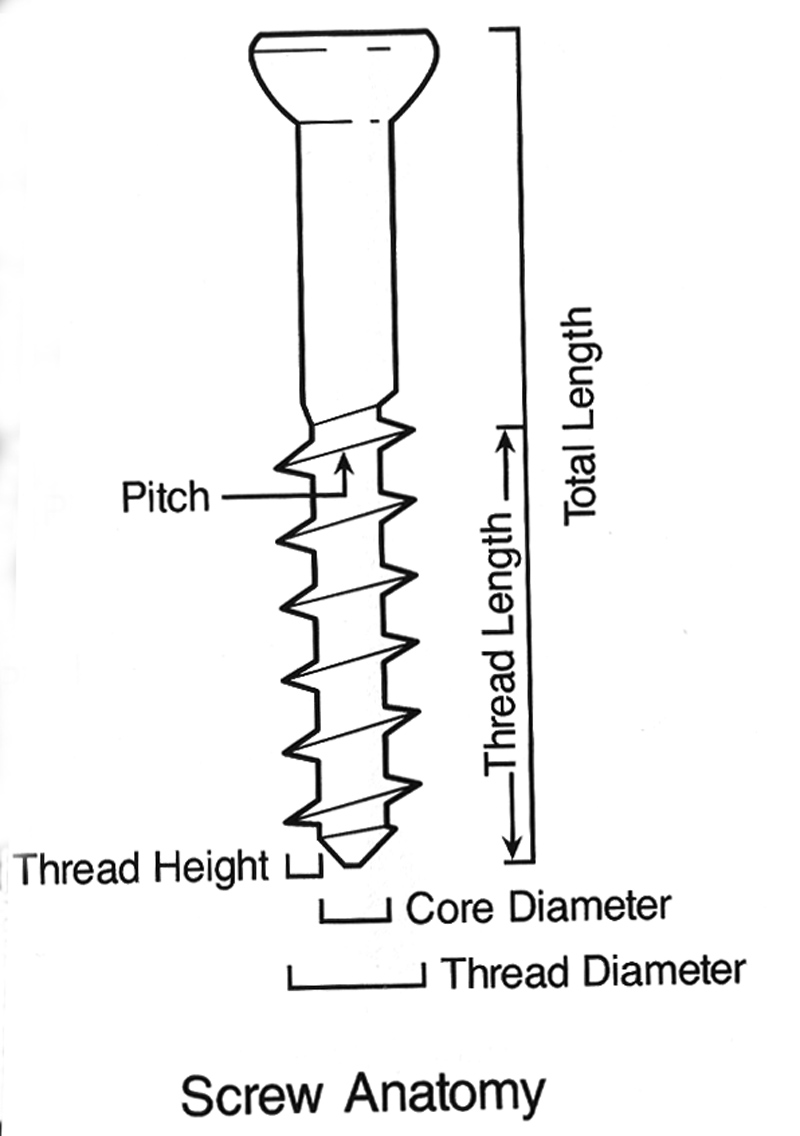 Total Length
Pitch
Thread Length
Thread Height
Core Diameter
Thread Diameter
Screw Anatomy